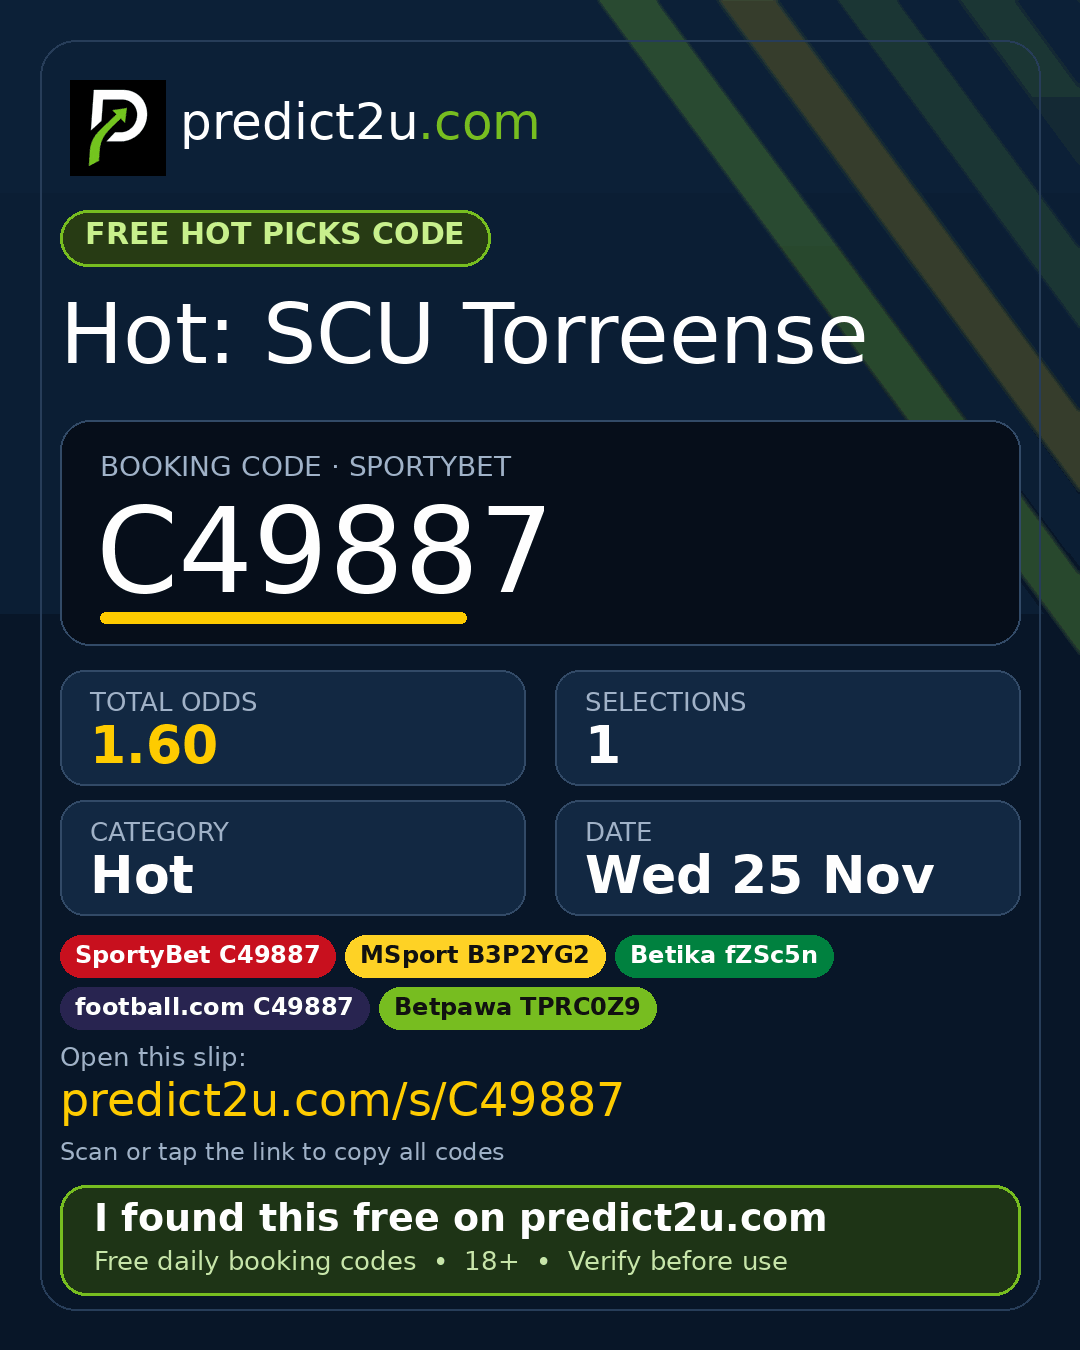 predict2u.com
FREE HOT PICKS CODE
Hot: SCU Torreense
BOOKING CODE · SPORTYBET
C49887
TOTAL ODDS
1.60
SELECTIONS
1
CATEGORY
Hot
DATE
Wed 25 Nov
SportyBet C49887
MSport B3P2YG2
Betika fZSc5n
football.com C49887
Betpawa TPRC0Z9
Open this slip:
predict2u.com/s/C49887
Scan or tap the link to copy all codes
I found this free on predict2u.com
Free daily booking codes • 18+ • Verify before use